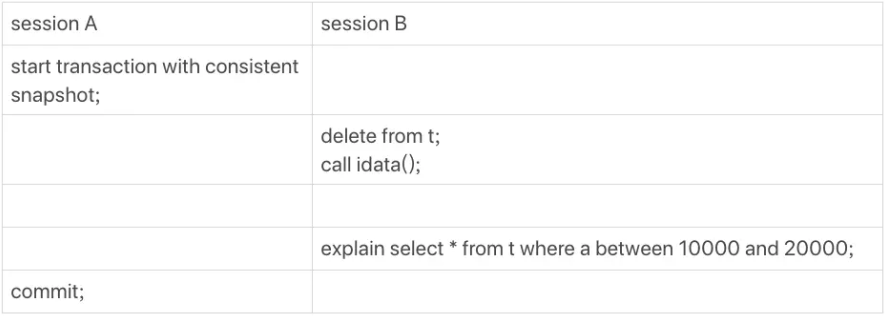 session A
session B
start transaction with consistent
snapshot;
delete from t;
call idata();
explain select * from t where a between 10000 and 20000;
commit;